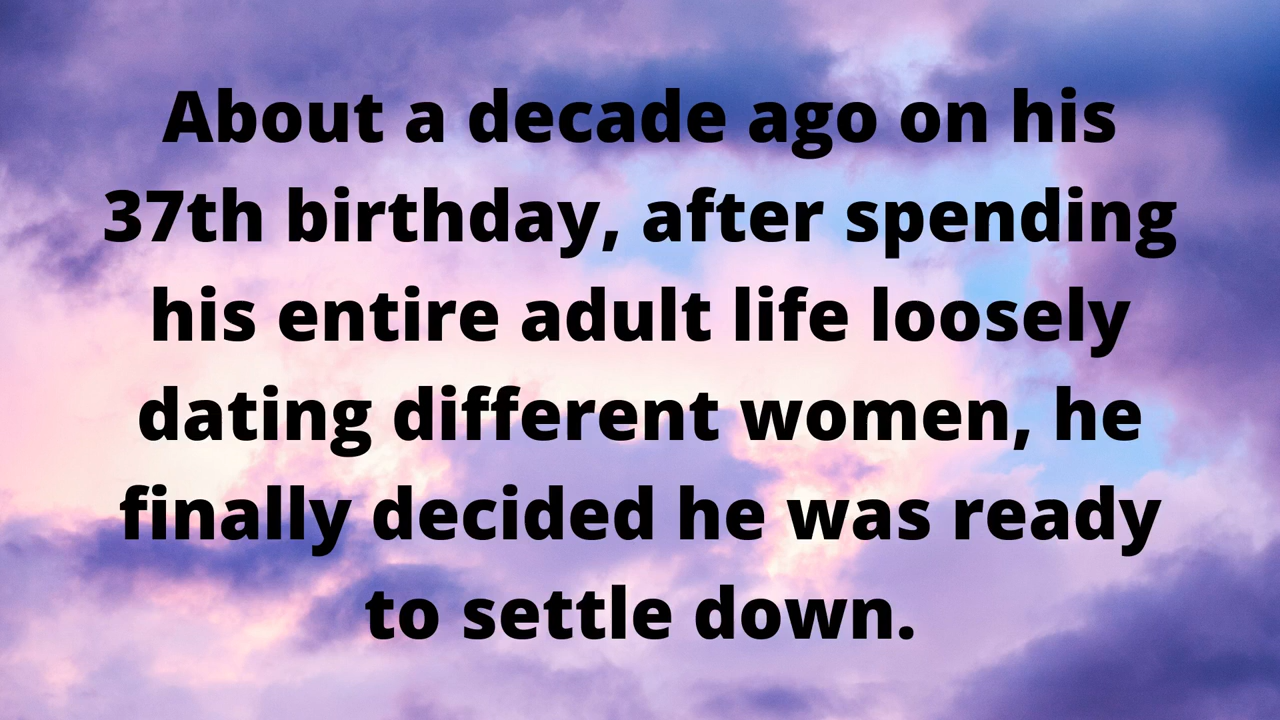 About a decade ago on his
37th birthday, after spending
his entire adult life loosely
dating different women, he
finally decided he was ready
to settle down.